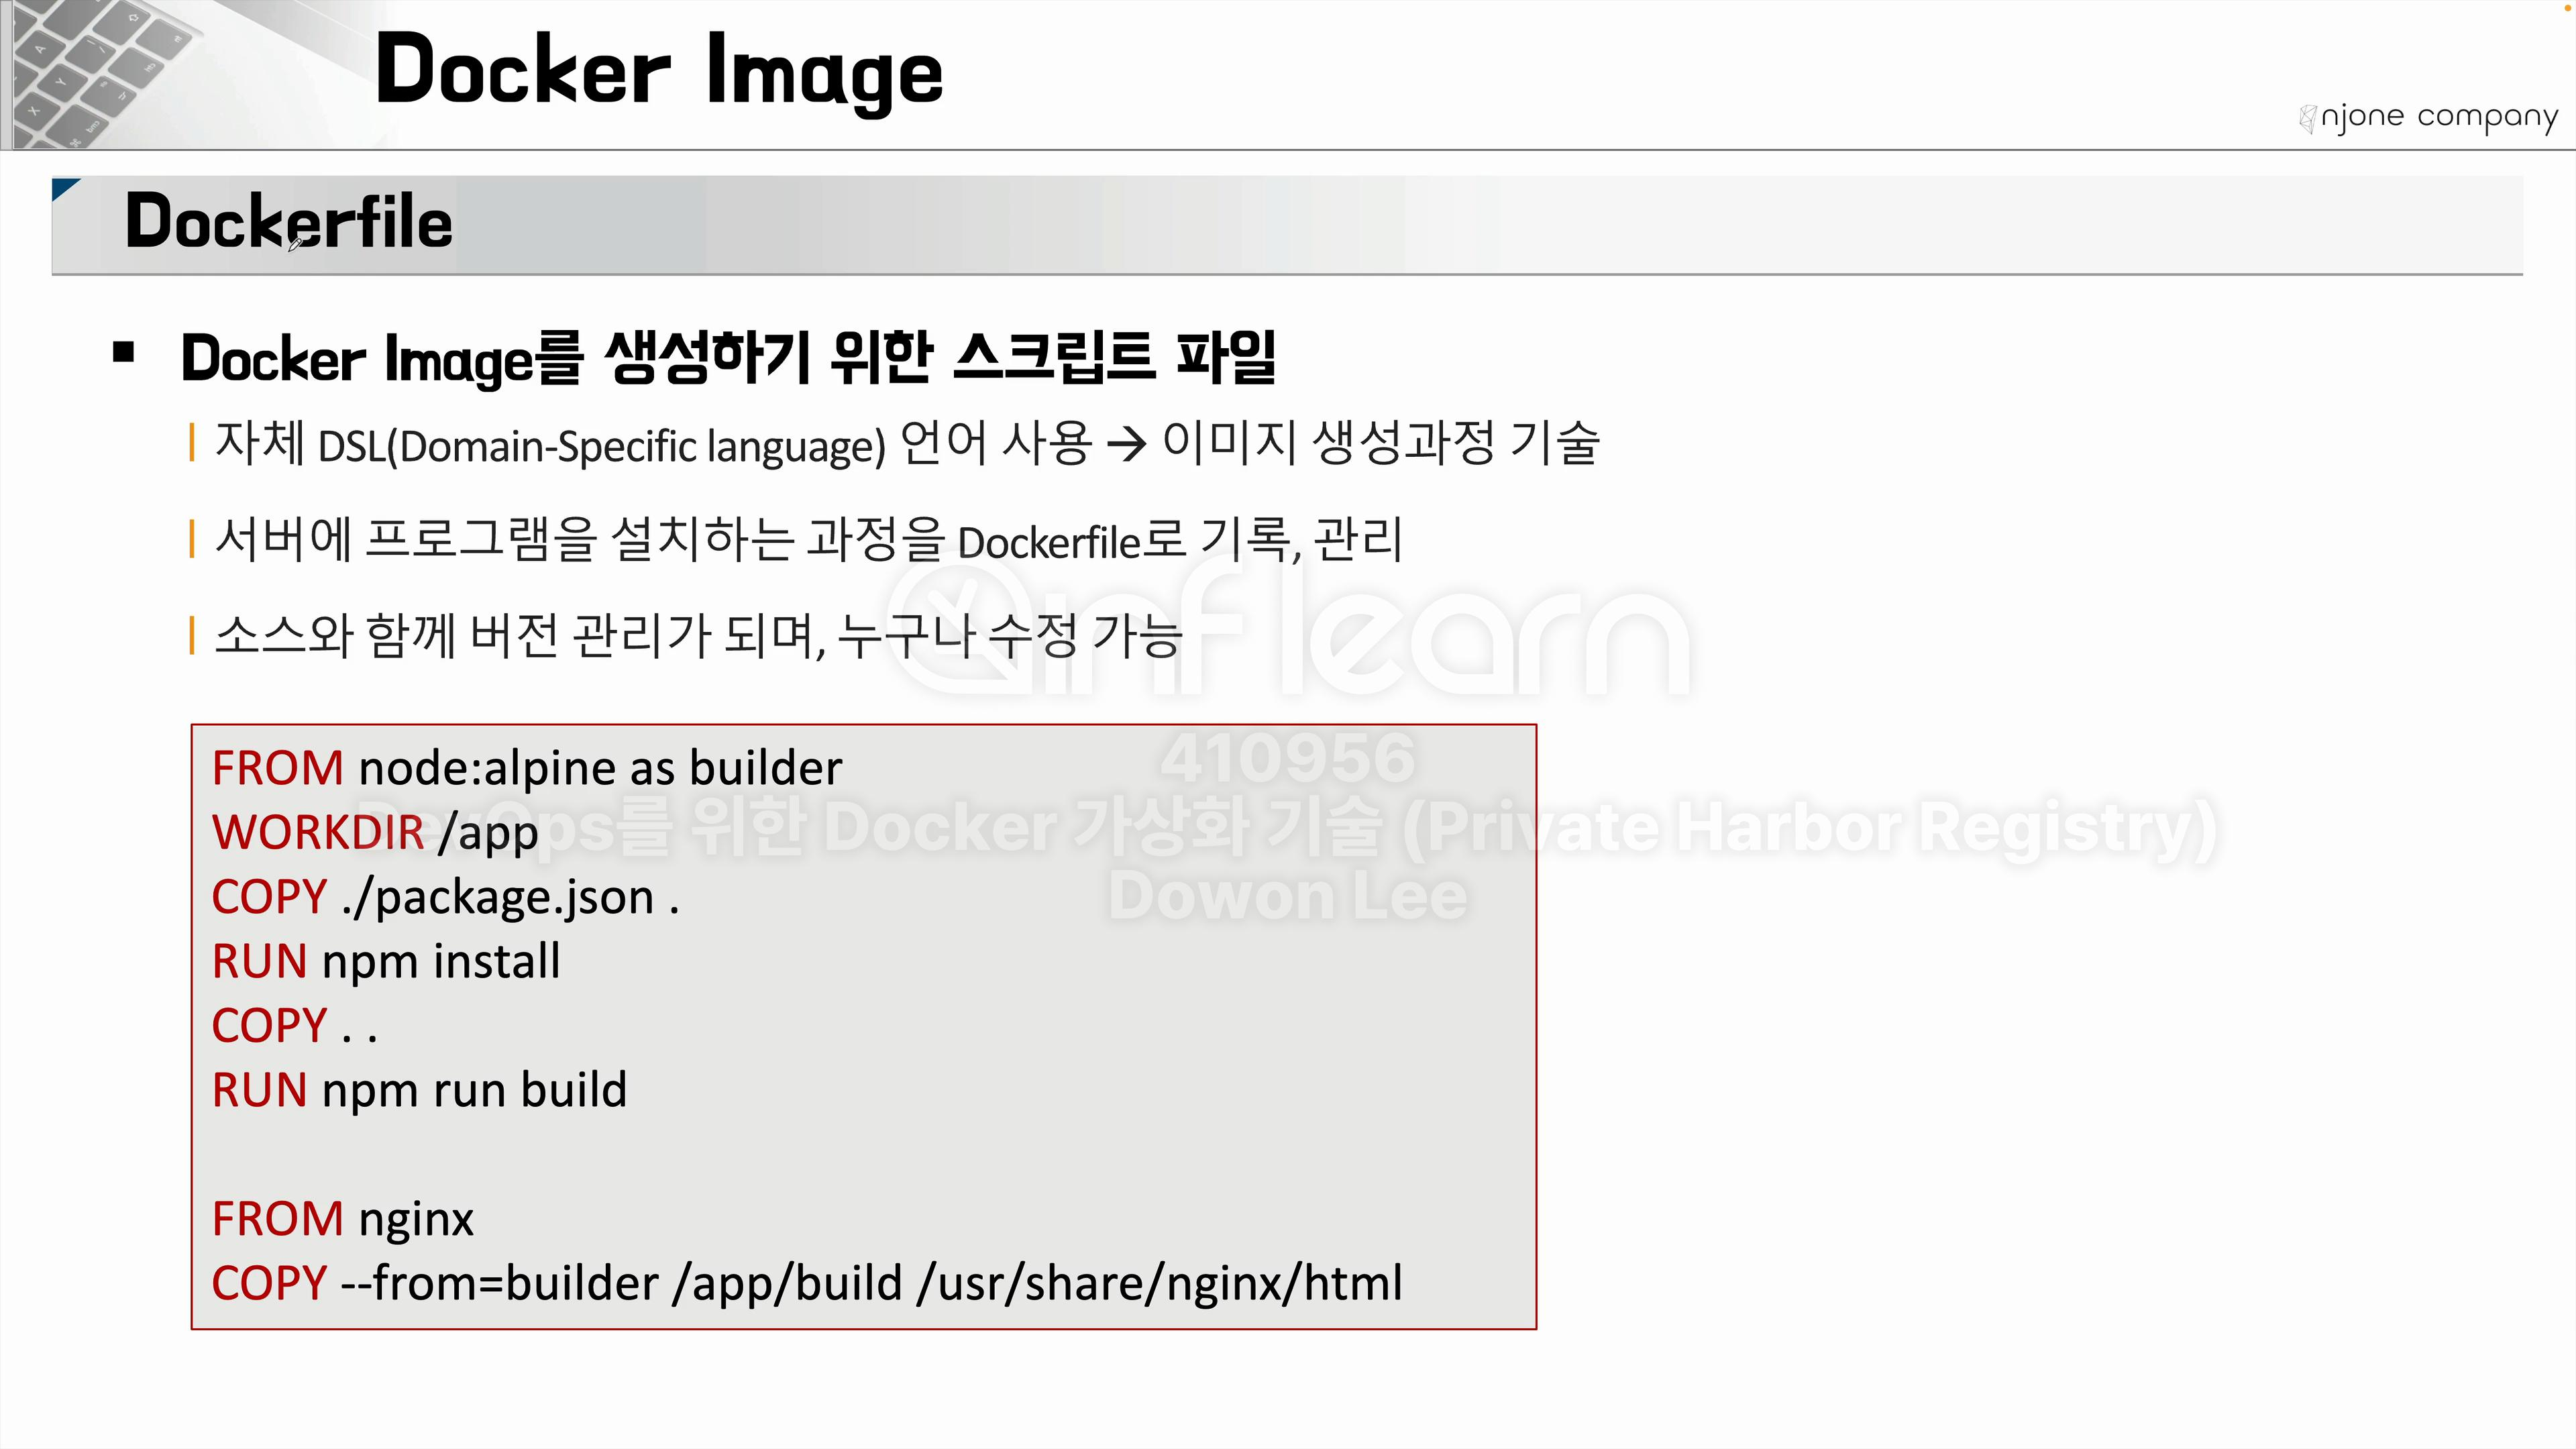 Docker Image
njone company
Dockerfile
■ Docker Image를 생성하기 위한 스크립트 파일
자체 DSL(Domain-Specific language) 언어 사용 → 이미지 생성과정 기술
서버에 프로그램을 설치하는 과정을 Dockerfile로 기록, 관리
소스와 함께 버전 관리가 되며, 누구나 수정 가능
inflearn
410956
DevOps를 위한 Docker 가상화 기술 (Private Harbor Registry)
Dowon Lee
FROM node:alpine as builder
WORKDIR /app
COPY ./package.json .
RUN npm install
COPY . .
RUN npm run build
FROM nginx
COPY --from=builder /app/build /usr/share/nginx/html